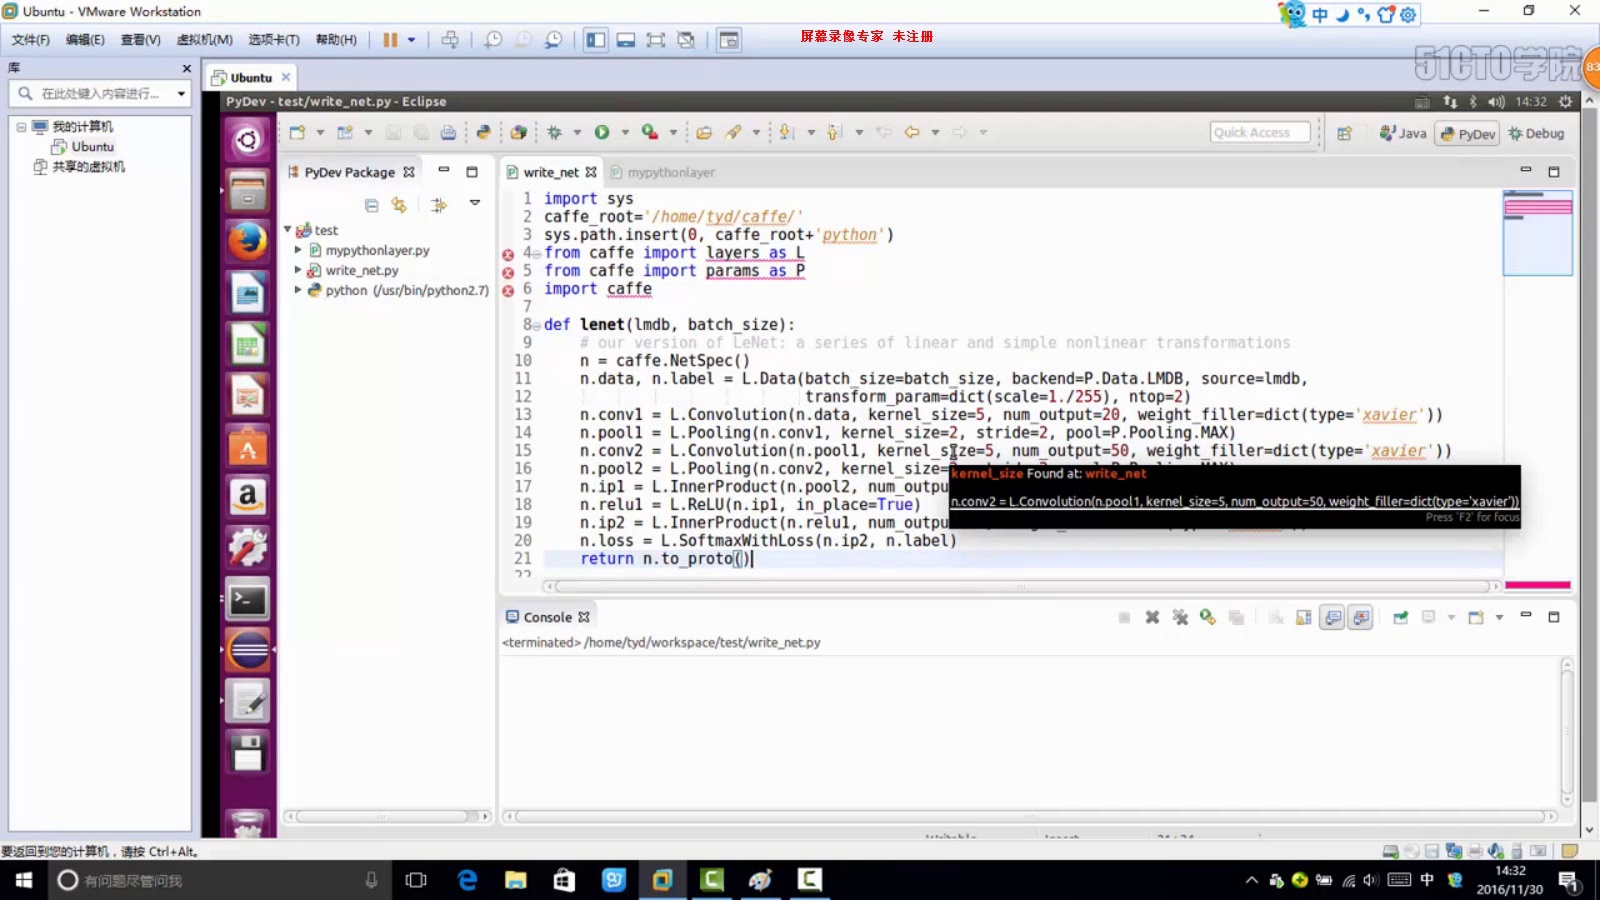 Ubuntu - VMware Workstation
中
文件(F) 编辑(E) 查看(V) 虚拟机(M) 选项卡(T) 帮助(H)
屏幕录像专家 未注册
51CTO学院
83
库
在此处键入内容进行...
我的计算机
Ubuntu
共享的虚拟机
Ubuntu
PyDev - test/write_net.py - Eclipse
14:32
Quick Access
Java
PyDev
Debug
PyDev Package
test
mypythonlayer.py
write_net.py
python (/usr/bin/python2.7)
write_net
mypythonlayer
1 import sys
2 caffe_root='/home/tyd/caffe/'
3 sys.path.insert(0, caffe_root+'python')
4 from caffe import layers as L
5 from caffe import params as P
6 import caffe
7
8 def lenet(lmdb, batch_size):
9 # our version of LeNet: a series of linear and simple nonlinear transformations
10 n = caffe.NetSpec()
11 n.data, n.label = L.Data(batch_size=batch_size, backend=P.Data.LMDB, source=lmdb,
12 transform_param=dict(scale=1./255), ntop=2)
13 n.conv1 = L.Convolution(n.data, kernel_size=5, num_output=20, weight_filler=dict(type='xavier'))
14 n.pool1 = L.Pooling(n.conv1, kernel_size=2, stride=2, pool=P.Pooling.MAX)
15 n.conv2 = L.Convolution(n.pool1, kernel_size=5, num_output=50, weight_filler=dict(type='xavier'))
16 n.pool2 = L.Pooling(n.conv2, kernel_size=
kernel_size Found at: write_net
17 n.ip1 = L.InnerProduct(n.pool2, num_outpu
n.conv2 = L.Convolution(n.pool1, kernel_size=5, num_output=50, weight_filler=dict(type='xavier'))
18 n.relu1 = L.ReLU(n.ip1, in_place=True)
Press 'F2' for focus
19 n.ip2 = L.InnerProduct(n.relu1, num_outpu
20 n.loss = L.SoftmaxWithLoss(n.ip2, n.label)
21 return n.to_proto()
22
Console
<terminated> /home/tyd/workspace/test/write_net.py
要返回到您的计算机，请按 Ctrl+Alt。
有问题尽管问我
中
14:32
2016/11/30
1